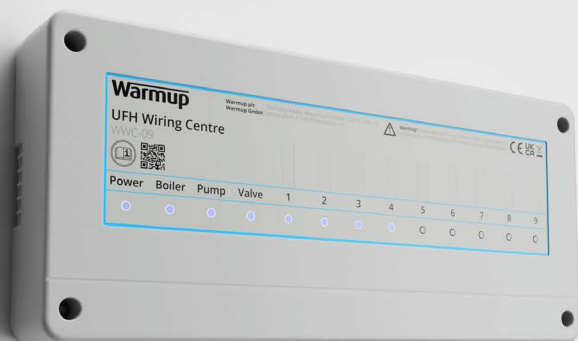 Warmup
Warmup plc
Warmup GmbH
Warning!
CE UK CA
UFH Wiring Centre
WWC-09
Power Boiler Pump Valve 1 2 3 4 5 6 7 8 9